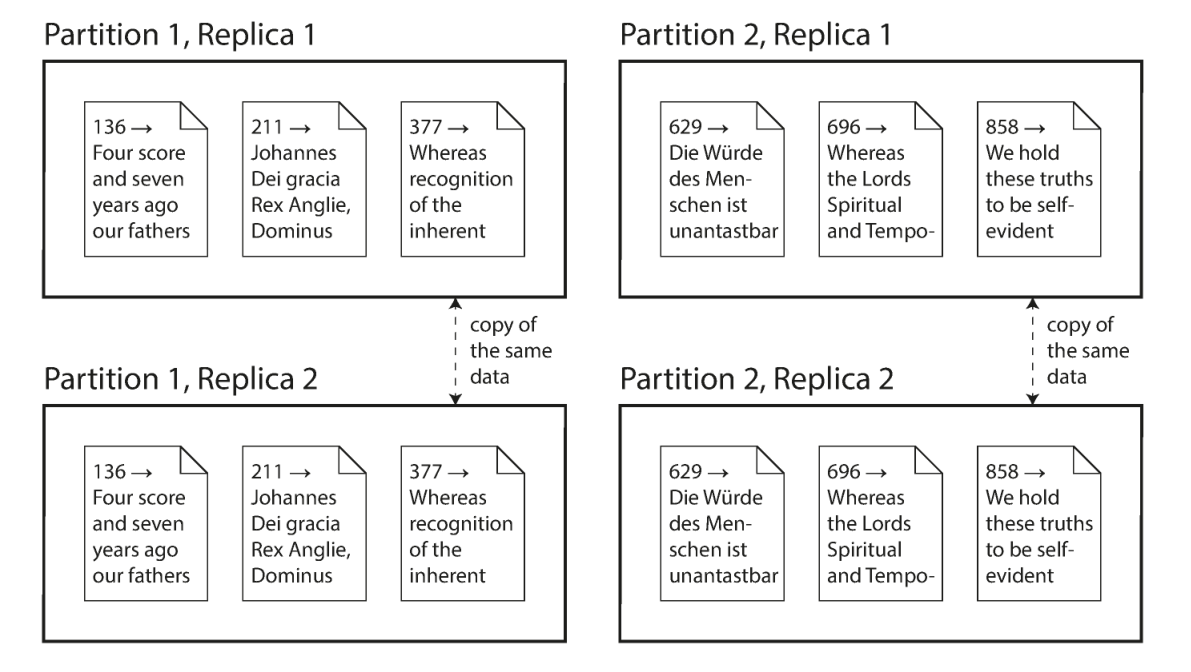 Partition 1, Replica 1
136 →
Four score
and seven
years ago
our fathers
211 →
Johannes
Dei gracia
Rex Anglie,
Dominus
377 →
Whereas
recognition
of the
inherent
Partition 2, Replica 1
629 →
Die Würde
des Men-
schen ist
unantastbar
696 →
Whereas
the Lords
Spiritual
and Tempo-
858 →
We hold
these truths
to be self-
evident
copy of
the same
data
copy of
the same
data
Partition 1, Replica 2
136 →
Four score
and seven
years ago
our fathers
211 →
Johannes
Dei gracia
Rex Anglie,
Dominus
377 →
Whereas
recognition
of the
inherent
Partition 2, Replica 2
629 →
Die Würde
des Men-
schen ist
unantastbar
696 →
Whereas
the Lords
Spiritual
and Tempo-
858 →
We hold
these truths
to be self-
evident